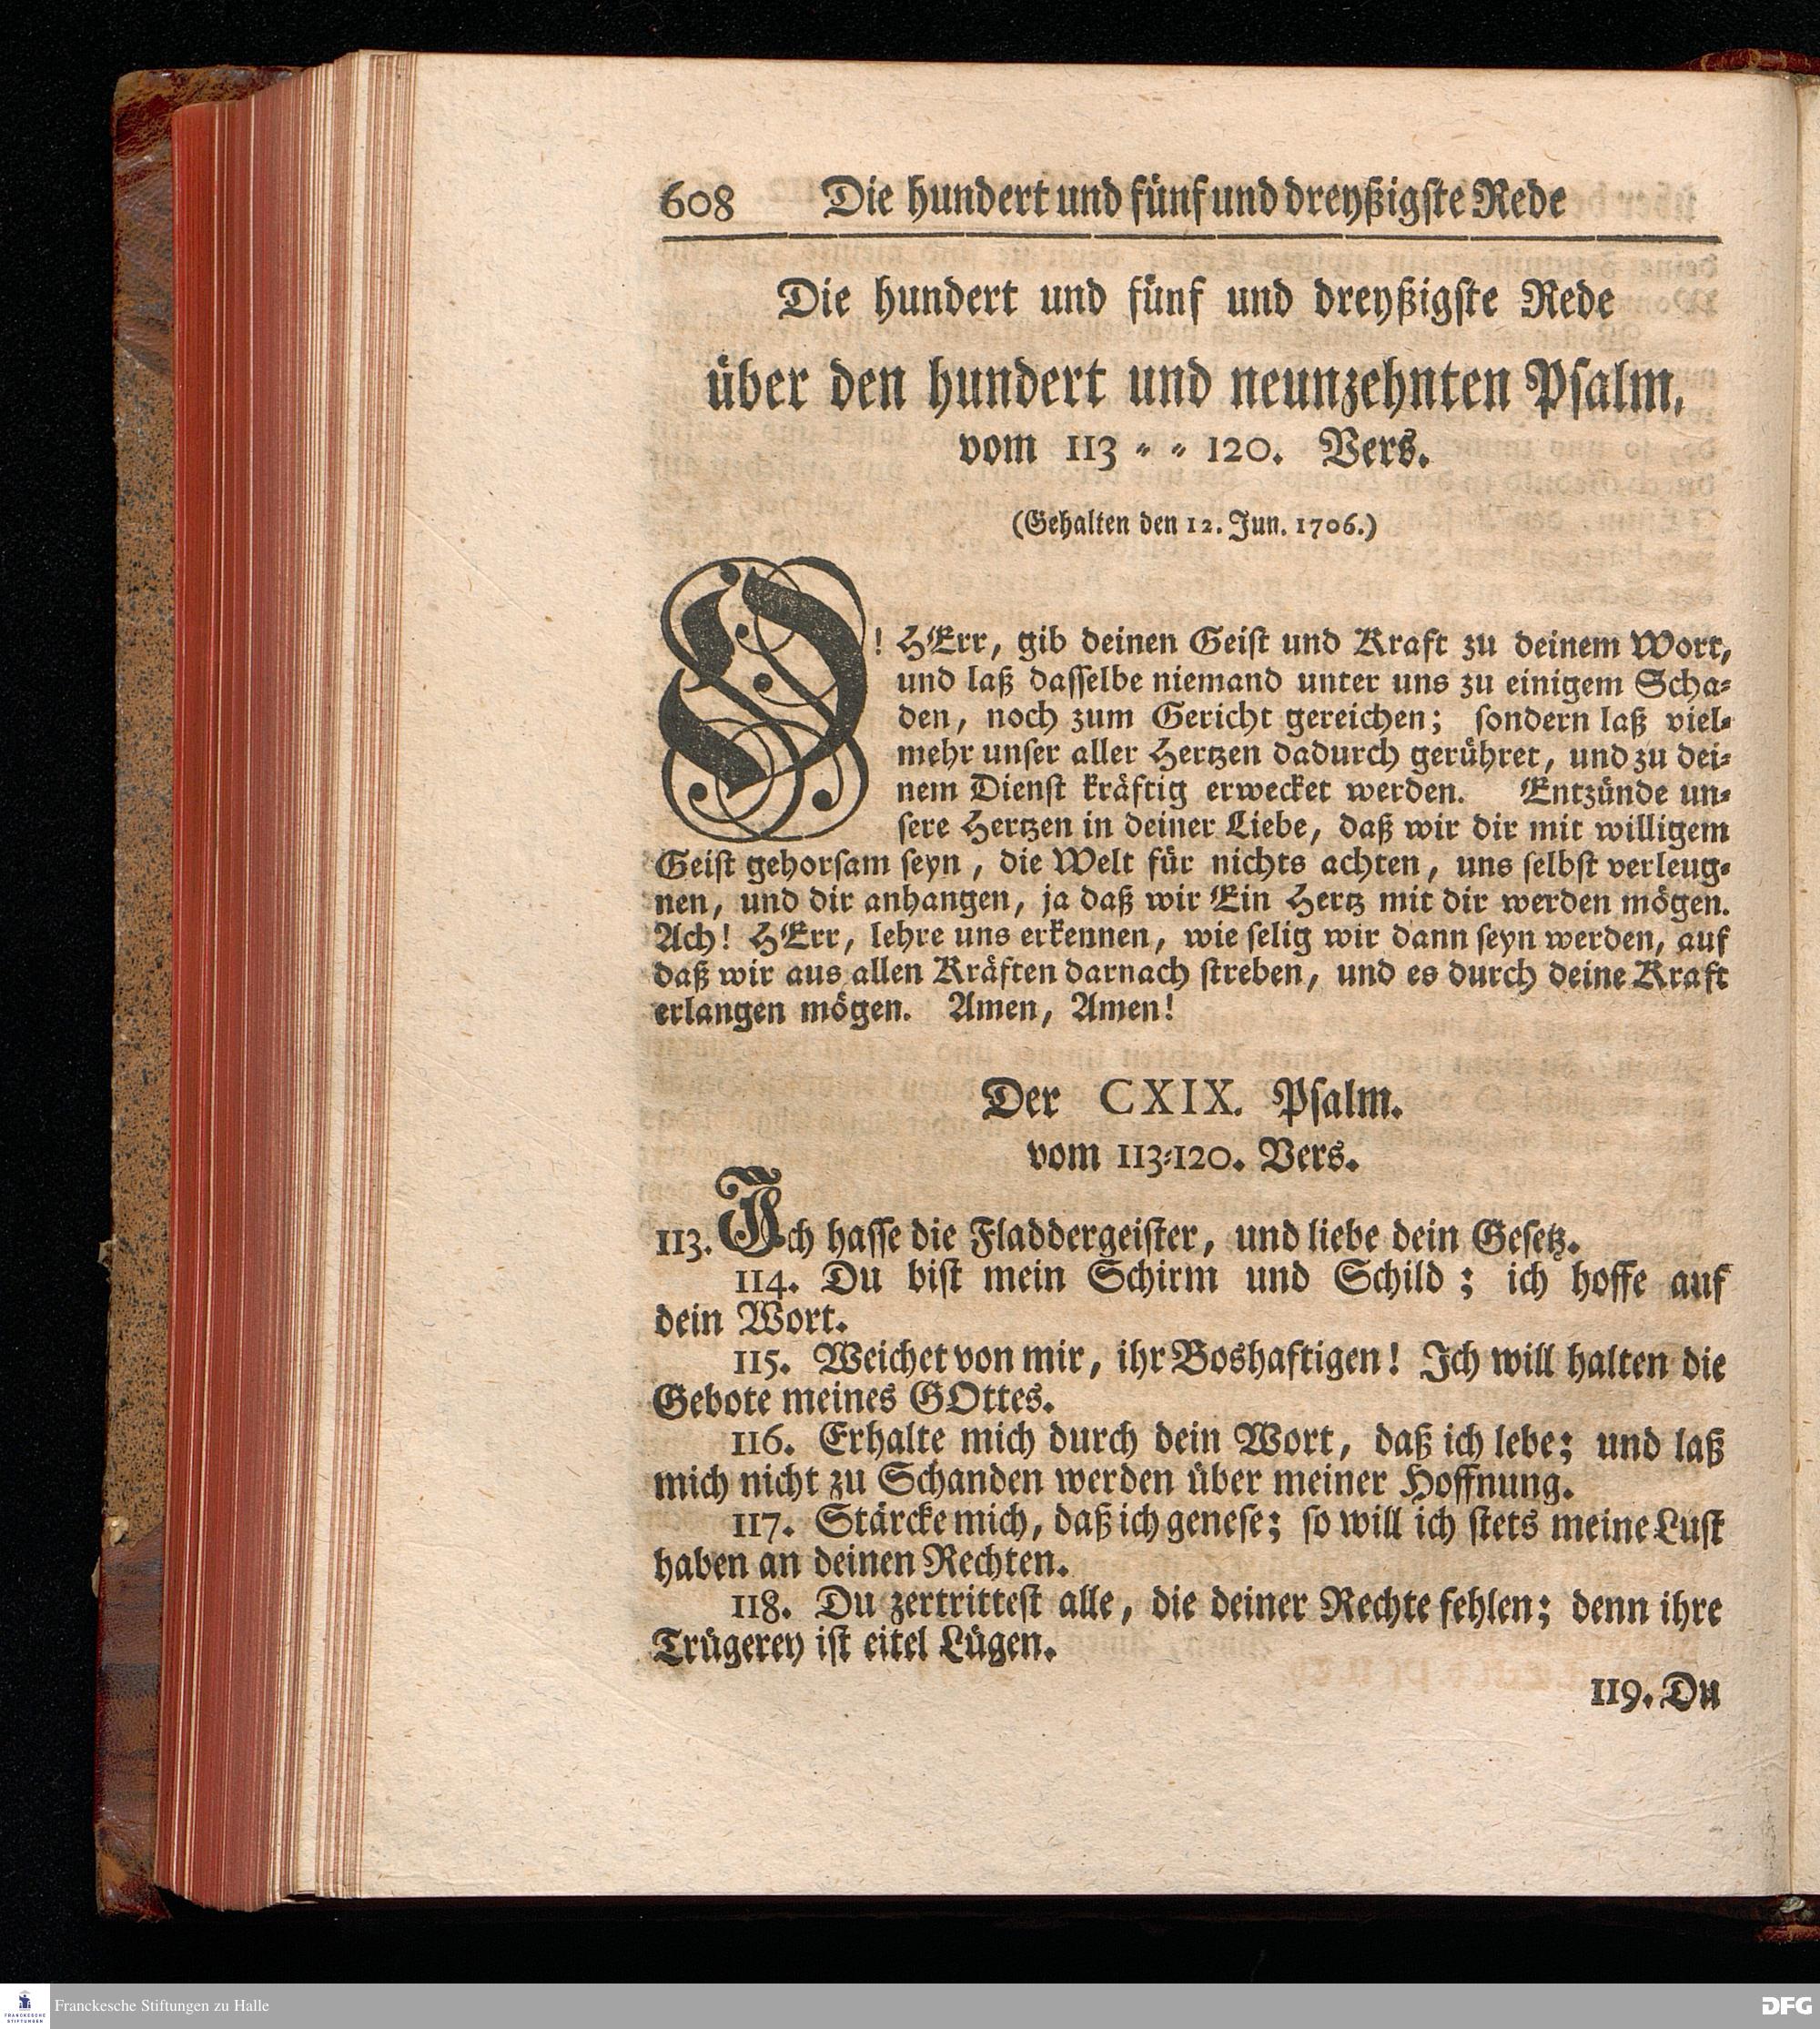 608 Die hundert und fünf und dreyßigste Rede
Die hundert und fünf und dreyßigste Rede
über den hundert und neunzehnten Psalm,
vom 113 - - 120. Vers.
(Gehalten den 12. Jun. 1706.)
O! HErr, gib deinen Geist und Kraft zu deinem Wort,
und laß dasselbe niemand unter uns zu einigem Scha-
den, noch zum Gericht gereichen; sondern laß viel-
mehr unser aller Hertzen dadurch gerühret, und zu dei-
nem Dienst kräftig erwecket werden. Entzünde un-
sere Hertzen in deiner Liebe, daß wir dir mit willigem
Geist gehorsam seyn, die Welt für nichts achten, uns selbst verleug-
nen, und dir anhangen, ja daß wir Ein Hertz mit dir werden mögen.
Ach! HErr, lehre uns erkennen, wie selig wir dann seyn werden, auf
daß wir aus allen Kräften darnach streben, und es durch deine Kraft
erlangen mögen. Amen, Amen!
Der CXIX. Psalm.
vom 113-120. Vers.
113. Ich hasse die Fladdergeister, und liebe dein Gesetz.
114. Du bist mein Schirm und Schild; ich hoffe auf
dein Wort.
115. Weichet von mir, ihr Boshaftigen! Ich will halten die
Gebote meines GOttes.
116. Erhalte mich durch dein Wort, daß ich lebe; und laß
mich nicht zu Schanden werden über meiner Hoffnung.
117. Stärcke mich, daß ich genese; so will ich stets meine Lust
haben an deinen Rechten.
118. Du zertrittest alle, die deiner Rechte fehlen; denn ihre
Trügerey ist eitel Lügen.
119. Du
FRANCKESCHE
STIFTUNGEN
Franckesche Stiftungen zu Halle
DFG